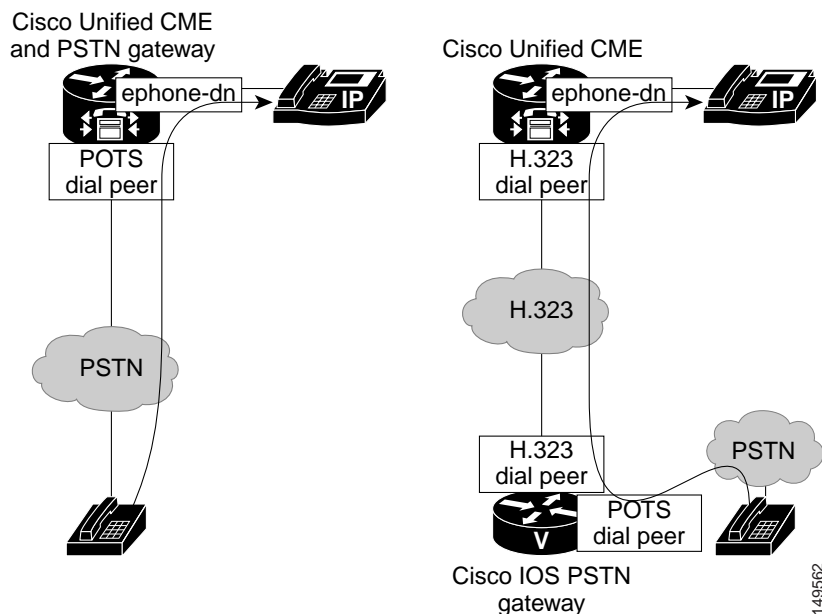 Cisco Unified CME
and PSTN gateway
ephone-dn
IP
POTS
dial peer
PSTN
Cisco Unified CME
ephone-dn
IP
H.323
dial peer
H.323
H.323
dial peer
PSTN
POTS
dial peer
V
Cisco IOS PSTN
gateway
149562